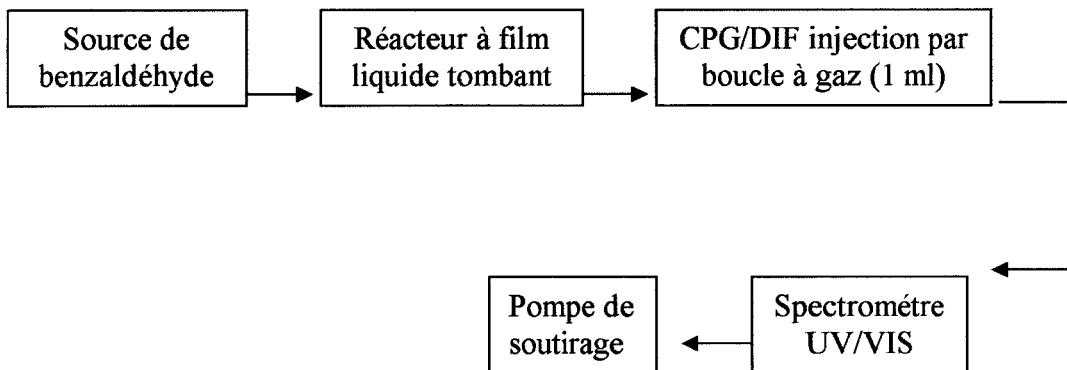 Source de
benzaldéhyde
Réacteur à film
liquide tombant
CPG/DIF injection par
boucle à gaz (1 ml)
Pompe de
soutirage
Spectrométre
UV/VIS